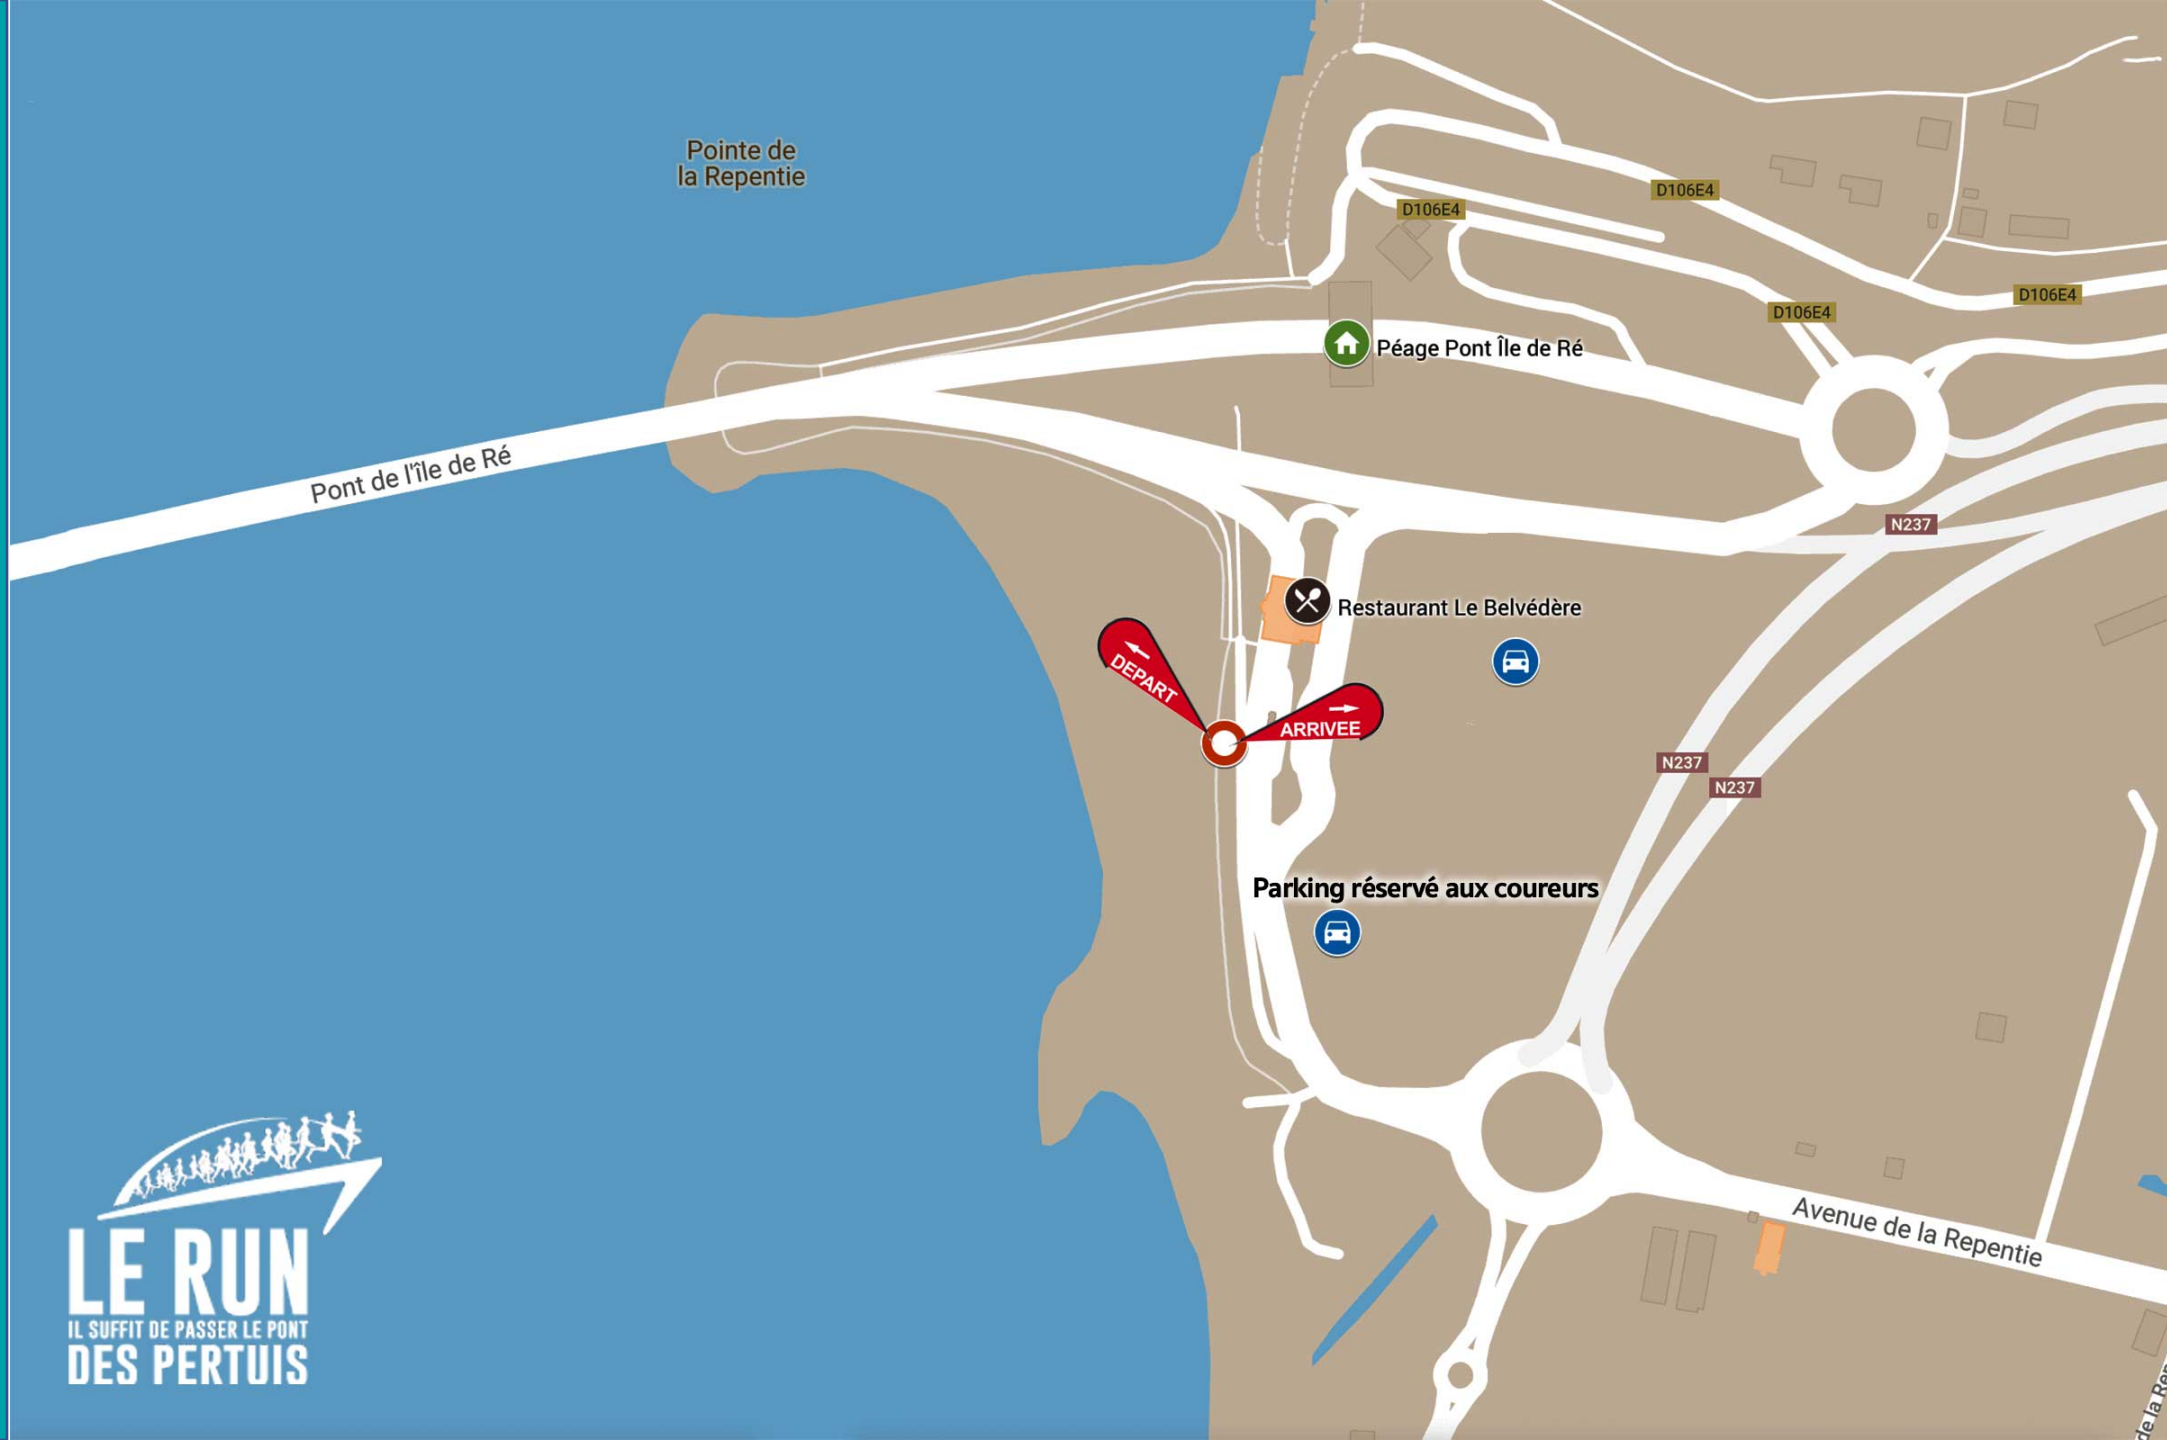 Pointe de
la Repentie
D106E4
D106E4
D106E4
D106E4
Péage Pont Île de Ré
Pont de l'île de Ré
N237
Restaurant Le Belvédère
DEPART
ARRIVEE
N237
N237
Parking réservé aux coureurs
Avenue de la Repentie
LE RUN
IL SUFFIT DE PASSER LE PONT
DES PERTUIS
de la